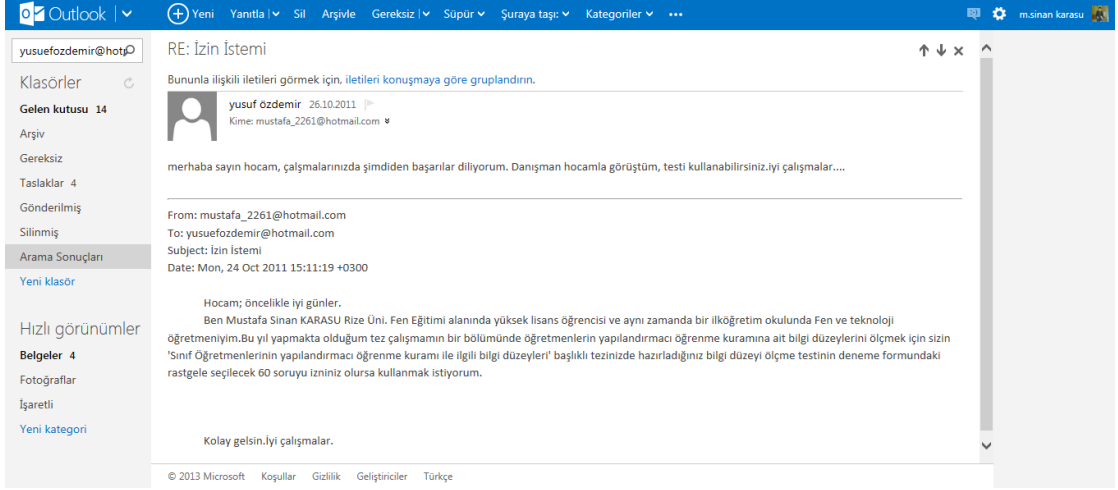 Outlook
Yeni Yanıtla Sil Arşivle Gereksiz Süpür Şuraya taşı: Kategoriler ••• m.sinan karasu
yusuefozdemir@hot
Klasörler
Gelen kutusu 14
Arşiv
Gereksiz
Taslaklar 4
Gönderilmiş
Silinmiş
Arama Sonuçları
Yeni klasör
Hızlı görünümler
Belgeler 4
Fotoğraflar
İşaretli
Yeni kategori
RE: İzin İstemi
Bununla ilişkili iletileri görmek için, iletileri konuşmaya göre gruplandırın.
yusuf özdemir 26.10.2011
Kime: mustafa_2261@hotmail.com
merhaba sayın hocam, çalşmalarınızda şimdiden başarılar diliyorum. Danışman hocamla görüştüm, testi kullanabilirsiniz.iyi çalışmalar....
From: mustafa_2261@hotmail.com
To: yusuefozdemir@hotmail.com
Subject: İzin İstemi
Date: Mon, 24 Oct 2011 15:11:19 +0300
Hocam; öncelikle iyi günler.
Ben Mustafa Sinan KARASU Rize Üni. Fen Eğitimi alanında yüksek lisans öğrencisi ve aynı zamanda bir ilköğretim okulunda Fen ve teknoloji
öğretmeniyim.Bu yıl yapmakta olduğum tez çalışmamın bir bölümünde öğretmenlerin yapılandırmacı öğrenme kuramına ait bilgi düzeylerini ölçmek için sizin
'Sınıf Öğretmenlerinin yapılandırmacı öğrenme kuramı ile ilgili bilgi düzeyleri' başlıklı tezinizde hazırladığınız bilgi düzeyi ölçme testinin deneme formundaki
rastgele seçilecek 60 soruyu izniniz olursa kullanmak istiyorum.
Kolay gelsin.İyi çalışmalar.
© 2013 Microsoft Koşullar Gizlilik Geliştiriciler Türkçe